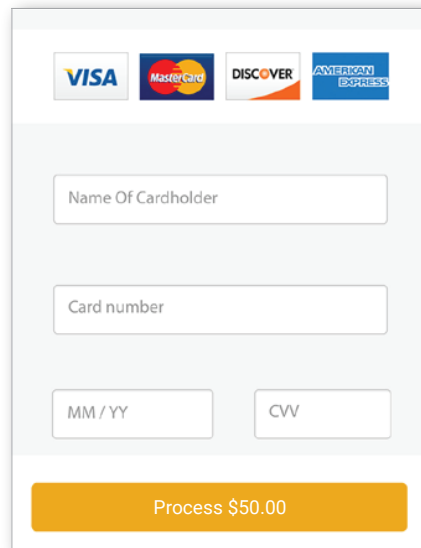 VISA MasterCard DISCOVER AMERICAN
EXPRESS
Name Of Cardholder
Card number
MM / YY CVV
Process $50.00